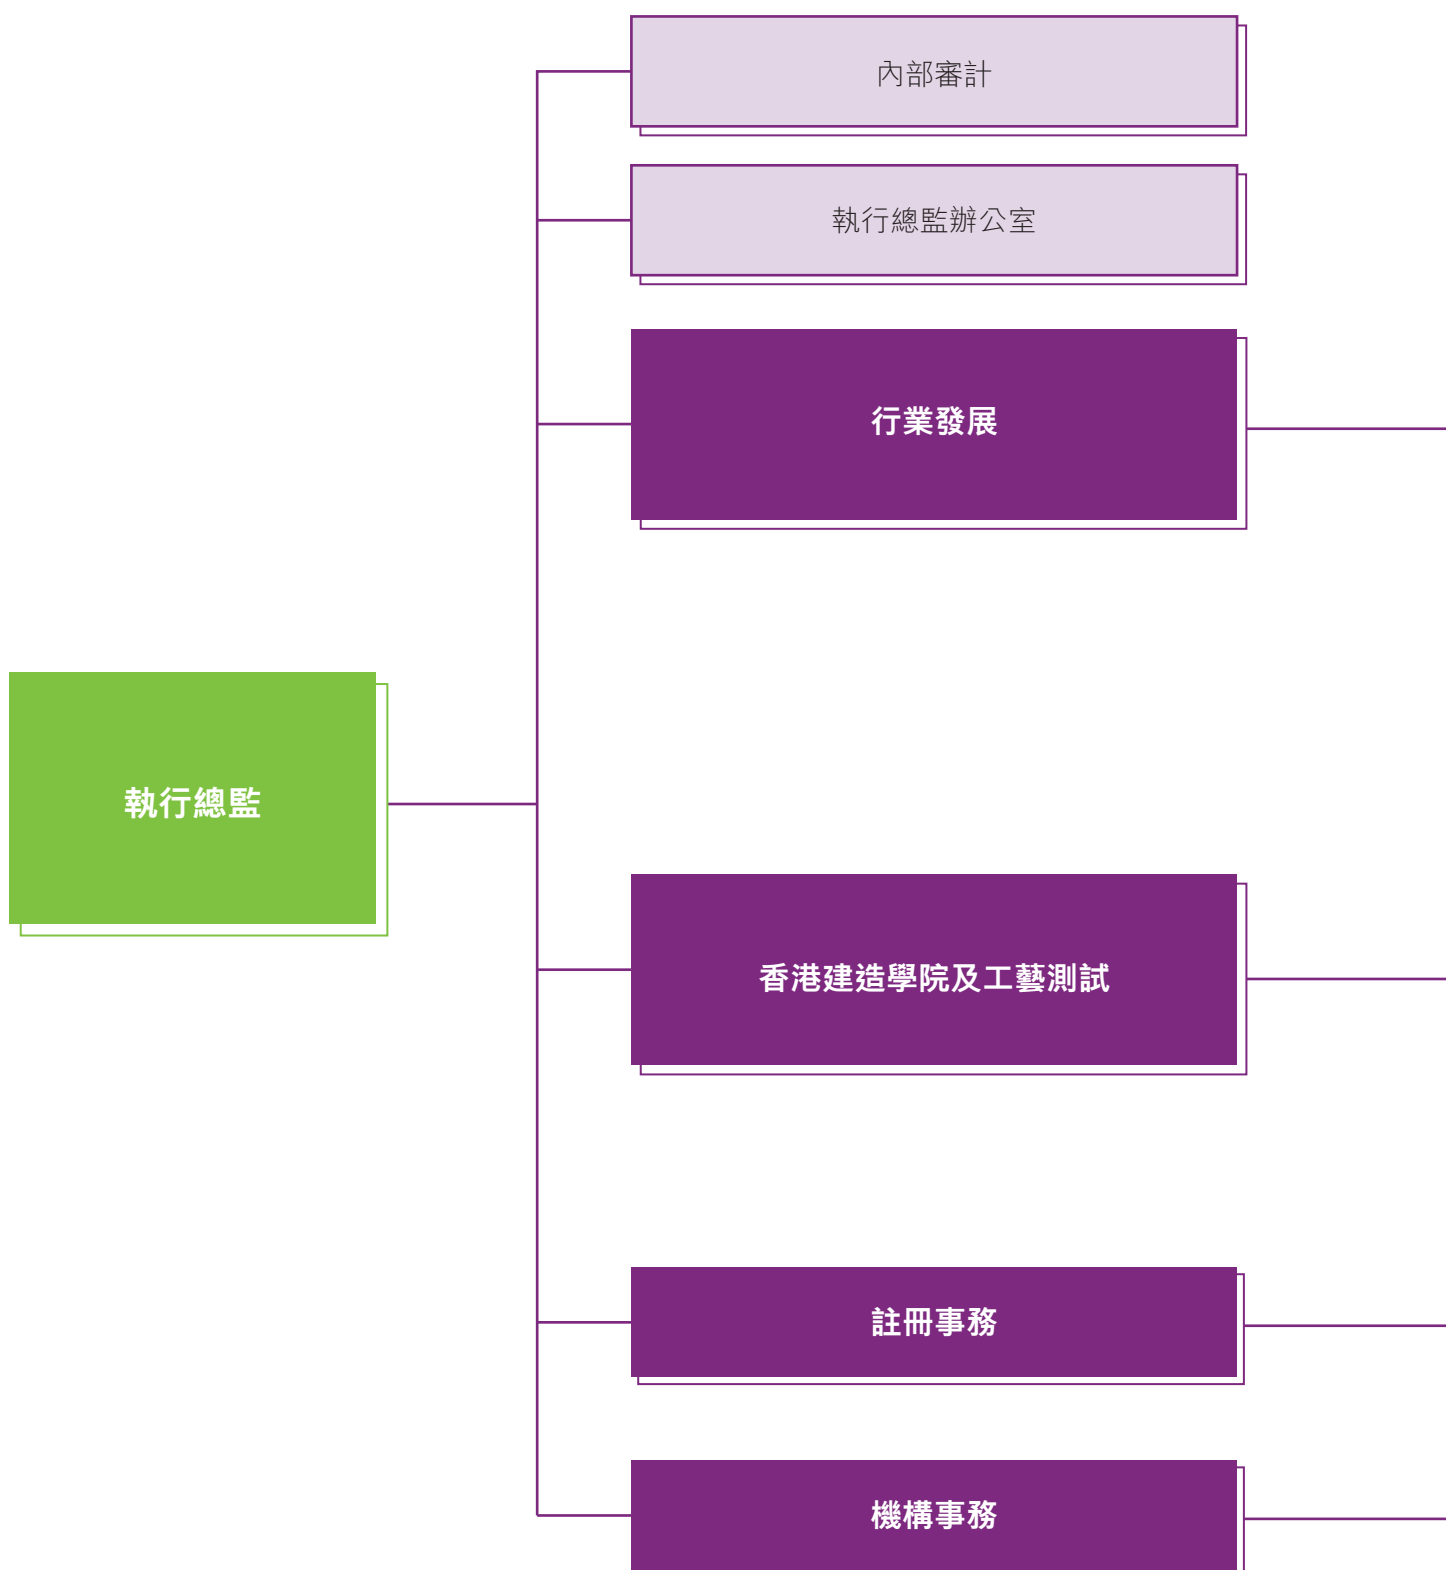 內部審計
執行總監辦公室
行業發展
執行總監
香港建造學院及工藝測試
註冊事務
機構事務